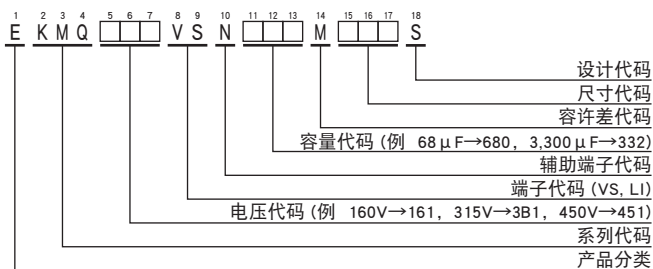 1 2 3 4 5 6 7 8 9 10 11 12 13 14 15 16 17 18
E K M Q □□□ V S N □□□ M □□□ S
设计代码
尺寸代码
容许差代码
容量代码 (例 68μF→680, 3,300μF→332)
辅助端子代码
端子代码 (VS, LI)
电压代码 (例 160V→161, 315V→3B1, 450V→451)
系列代码
产品分类